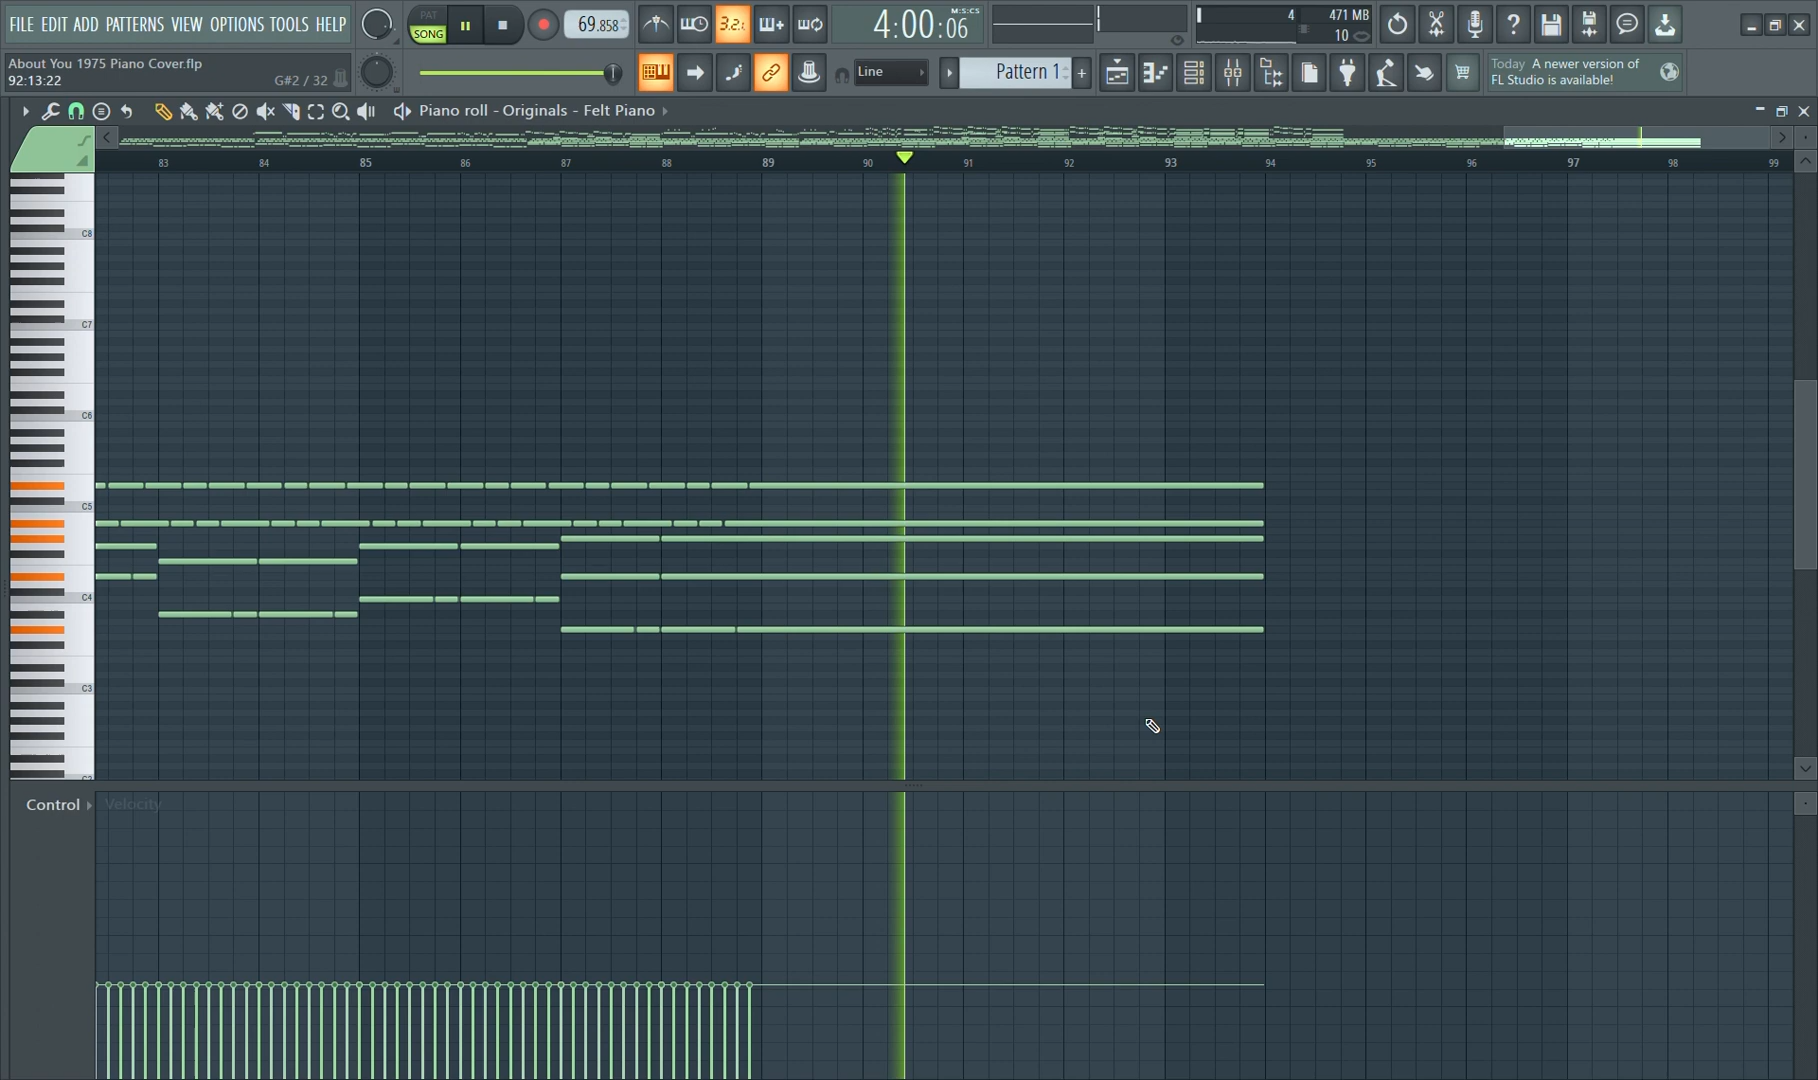 FILE EDIT ADD PATTERNS VIEW OPTIONS TOOLS HELP
PAT
SONG
69.858
3.2.
4:00:06
M:S:CS
4
471 MB
10
About You 1975 Piano Cover.flp
92:13:22
G#2 / 32
Line
Pattern 1
Today A newer version of
FL Studio is available!
Piano roll - Originals - Felt Piano
83 84 85 86 87 88 89 90 91 92 93 94 95 96 97 98 99
C8
C7
C6
C5
C4
C3
C2
Control
Velocity